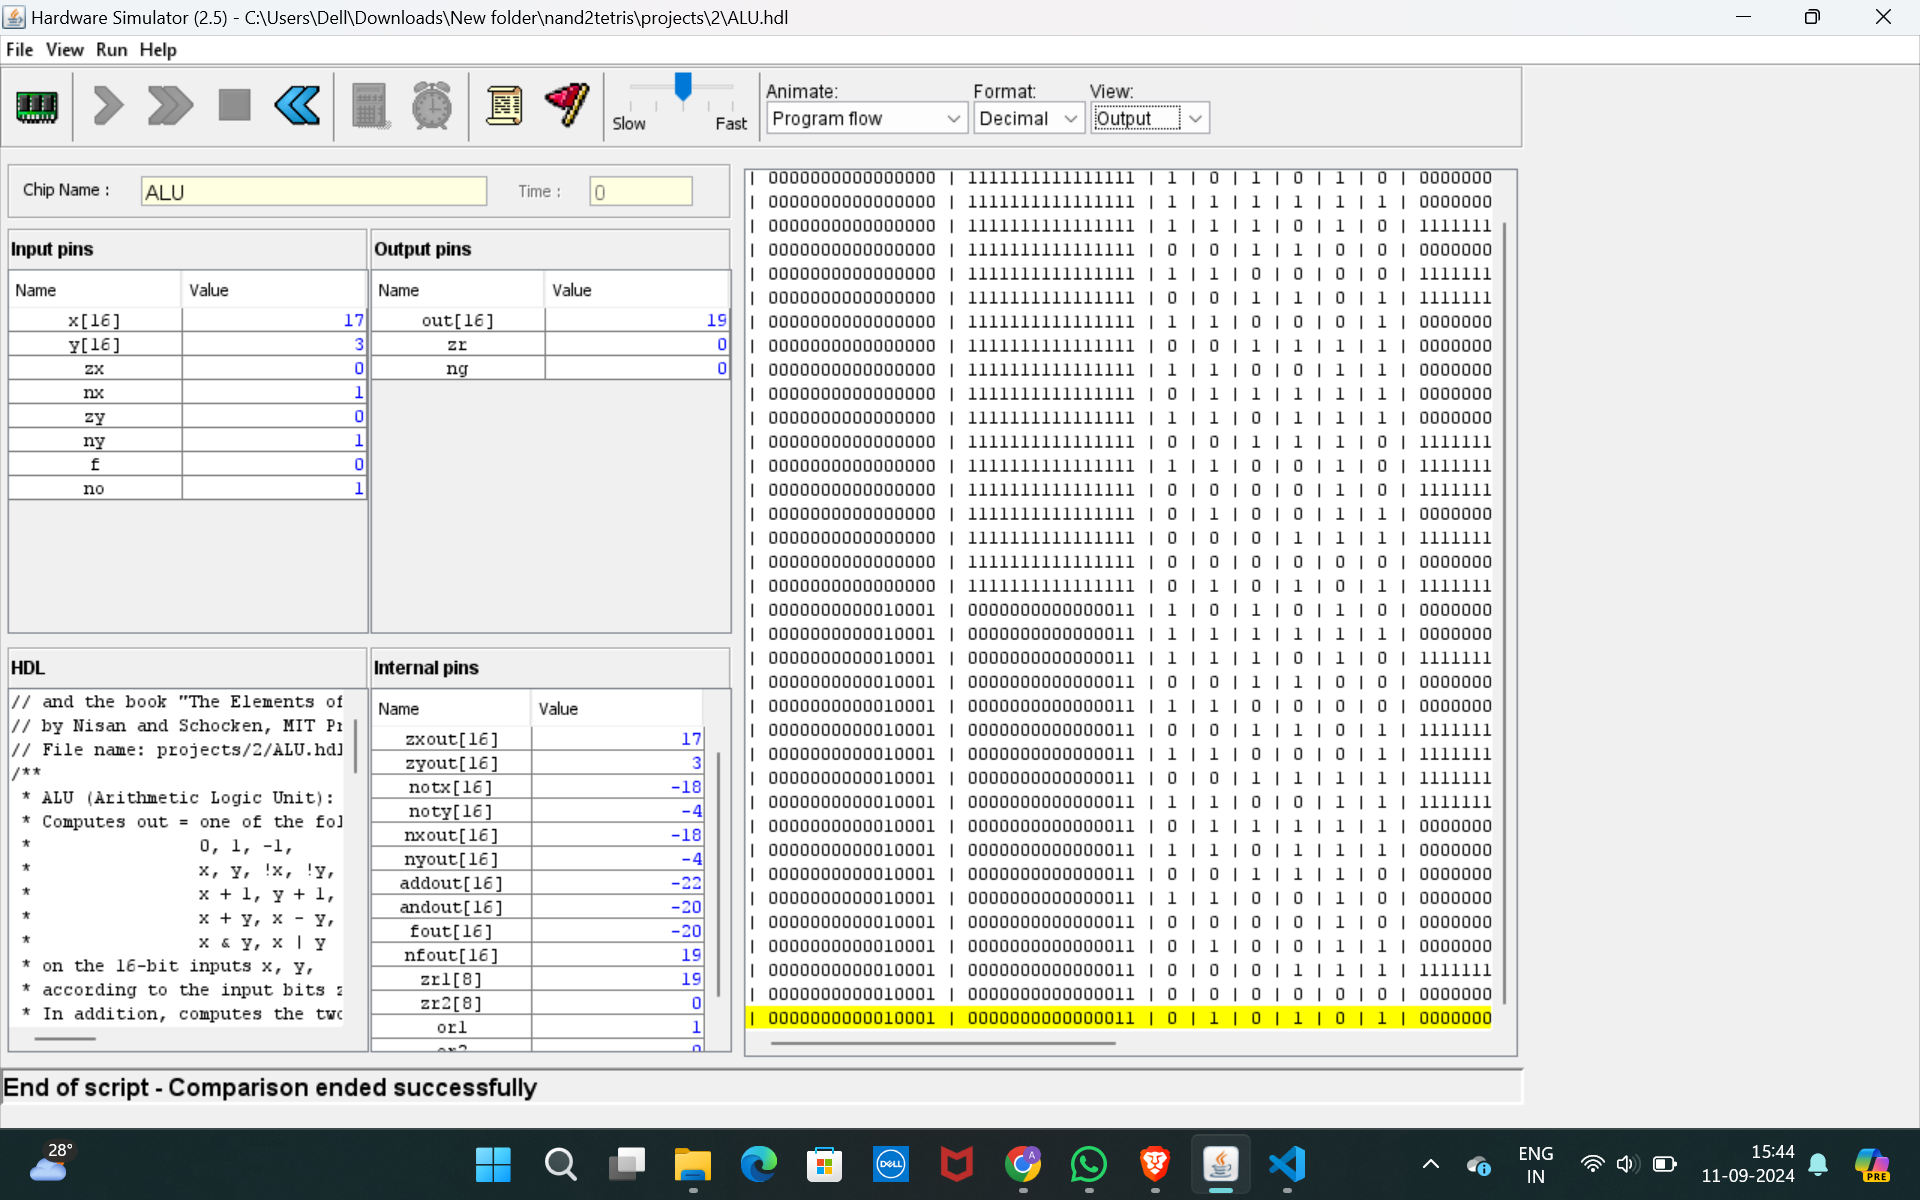 Hardware Simulator (2.5) - C:\Users\Dell\Downloads\New folder\nand2tetris\projects\2\ALU.hdl
File View Run Help
Slow Fast
Animate: Format: View:
Program flow Decimal Output
Chip Name : ALU Time : 0
Input pins
Name Value
x[16] 17
y[16] 3
zx 0
nx 1
zy 0
ny 1
f 0
no 1
Output pins
Name Value
out[16] 19
zr 0
ng 0
HDL
// and the book "The Elements of
// by Nisan and Schocken, MIT Pr
// File name: projects/2/ALU.hdl
/**
* ALU (Arithmetic Logic Unit):
* Computes out = one of the fol
* 0, 1, -1,
* x, y, !x, !y,
* x + 1, y + 1,
* x + y, x - y,
* x & y, x | y
* on the 16-bit inputs x, y,
* according to the input bits z
* In addition, computes the two
Internal pins
Name Value
zxout[16] 17
zyout[16] 3
notx[16] -18
noty[16] -4
nxout[16] -18
nyout[16] -4
addout[16] -22
andout[16] -20
fout[16] -20
nfout[16] 19
zr1[8] 19
zr2[8] 0
or1 1
or2 0
| 0000000000000000 | 1111111111111111 | 1 | 0 | 1 | 0 | 1 | 0 | 0000000
| 0000000000000000 | 1111111111111111 | 1 | 1 | 1 | 1 | 1 | 1 | 0000000
| 0000000000000000 | 1111111111111111 | 1 | 1 | 1 | 0 | 1 | 0 | 1111111
| 0000000000000000 | 1111111111111111 | 0 | 0 | 1 | 1 | 0 | 0 | 0000000
| 0000000000000000 | 1111111111111111 | 1 | 1 | 0 | 0 | 0 | 0 | 1111111
| 0000000000000000 | 1111111111111111 | 0 | 0 | 1 | 1 | 0 | 1 | 1111111
| 0000000000000000 | 1111111111111111 | 1 | 1 | 0 | 0 | 0 | 1 | 0000000
| 0000000000000000 | 1111111111111111 | 0 | 0 | 1 | 1 | 1 | 1 | 0000000
| 0000000000000000 | 1111111111111111 | 1 | 1 | 0 | 0 | 1 | 1 | 0000000
| 0000000000000000 | 1111111111111111 | 0 | 1 | 1 | 1 | 1 | 1 | 0000000
| 0000000000000000 | 1111111111111111 | 1 | 1 | 0 | 1 | 1 | 1 | 0000000
| 0000000000000000 | 1111111111111111 | 0 | 0 | 1 | 1 | 1 | 0 | 1111111
| 0000000000000000 | 1111111111111111 | 1 | 1 | 0 | 0 | 1 | 0 | 1111111
| 0000000000000000 | 1111111111111111 | 0 | 0 | 0 | 0 | 1 | 0 | 1111111
| 0000000000000000 | 1111111111111111 | 0 | 1 | 0 | 0 | 1 | 1 | 0000000
| 0000000000000000 | 1111111111111111 | 0 | 0 | 0 | 1 | 1 | 1 | 1111111
| 0000000000000000 | 1111111111111111 | 0 | 0 | 0 | 0 | 0 | 0 | 0000000
| 0000000000000000 | 1111111111111111 | 0 | 1 | 0 | 1 | 0 | 1 | 1111111
| 0000000000010001 | 0000000000000011 | 1 | 0 | 1 | 0 | 1 | 0 | 0000000
| 0000000000010001 | 0000000000000011 | 1 | 1 | 1 | 1 | 1 | 1 | 0000000
| 0000000000010001 | 0000000000000011 | 1 | 1 | 1 | 0 | 1 | 0 | 1111111
| 0000000000010001 | 0000000000000011 | 0 | 0 | 1 | 1 | 0 | 0 | 0000000
| 0000000000010001 | 0000000000000011 | 1 | 1 | 0 | 0 | 0 | 0 | 0000000
| 0000000000010001 | 0000000000000011 | 0 | 0 | 1 | 1 | 0 | 1 | 1111111
| 0000000000010001 | 0000000000000011 | 1 | 1 | 0 | 0 | 0 | 1 | 1111111
| 0000000000010001 | 0000000000000011 | 0 | 0 | 1 | 1 | 1 | 1 | 1111111
| 0000000000010001 | 0000000000000011 | 1 | 1 | 0 | 0 | 1 | 1 | 1111111
| 0000000000010001 | 0000000000000011 | 0 | 1 | 1 | 1 | 1 | 1 | 0000000
| 0000000000010001 | 0000000000000011 | 1 | 1 | 0 | 1 | 1 | 1 | 0000000
| 0000000000010001 | 0000000000000011 | 0 | 0 | 1 | 1 | 1 | 0 | 0000000
| 0000000000010001 | 0000000000000011 | 1 | 1 | 0 | 0 | 1 | 0 | 0000000
| 0000000000010001 | 0000000000000011 | 0 | 0 | 0 | 0 | 1 | 0 | 0000000
| 0000000000010001 | 0000000000000011 | 0 | 1 | 0 | 0 | 1 | 1 | 0000000
| 0000000000010001 | 0000000000000011 | 0 | 0 | 0 | 1 | 1 | 1 | 1111111
| 0000000000010001 | 0000000000000011 | 0 | 0 | 0 | 0 | 0 | 0 | 0000000
| 0000000000010001 | 0000000000000011 | 0 | 1 | 0 | 1 | 0 | 1 | 0000000
End of script - Comparison ended successfully
28°
DELL
A
ENG
IN
15:44
11-09-2024
PRE